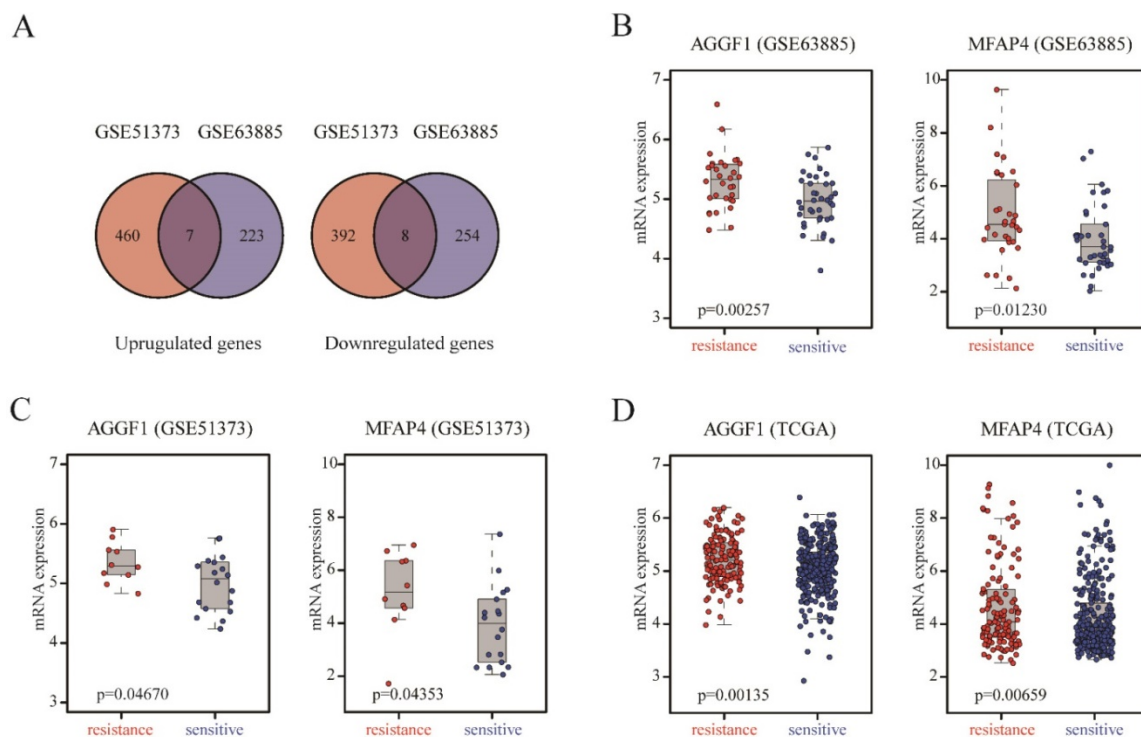 A
GSE51373 GSE63885 GSE51373 GSE63885
460 7 223 392 8 254
Uprugulated genes Downregulated genes
B
AGGF1 (GSE63885) MFAP4 (GSE63885)
mRNA expression
7
6
5
4
3
p=0.00257
resistance sensitive
mRNA expression
10
8
6
4
2
p=0.01230
resistance sensitive
C
AGGF1 (GSE51373) MFAP4 (GSE51373)
mRNA expression
7
6
5
4
3
p=0.04670
resistance sensitive
mRNA expression
10
8
6
4
2
p=0.04353
resistance sensitive
D
AGGF1 (TCGA) MFAP4 (TCGA)
mRNA expression
7
6
5
4
3
p=0.00135
resistance sensitive
mRNA expression
10
8
6
4
2
p=0.00659
resistance sensitive